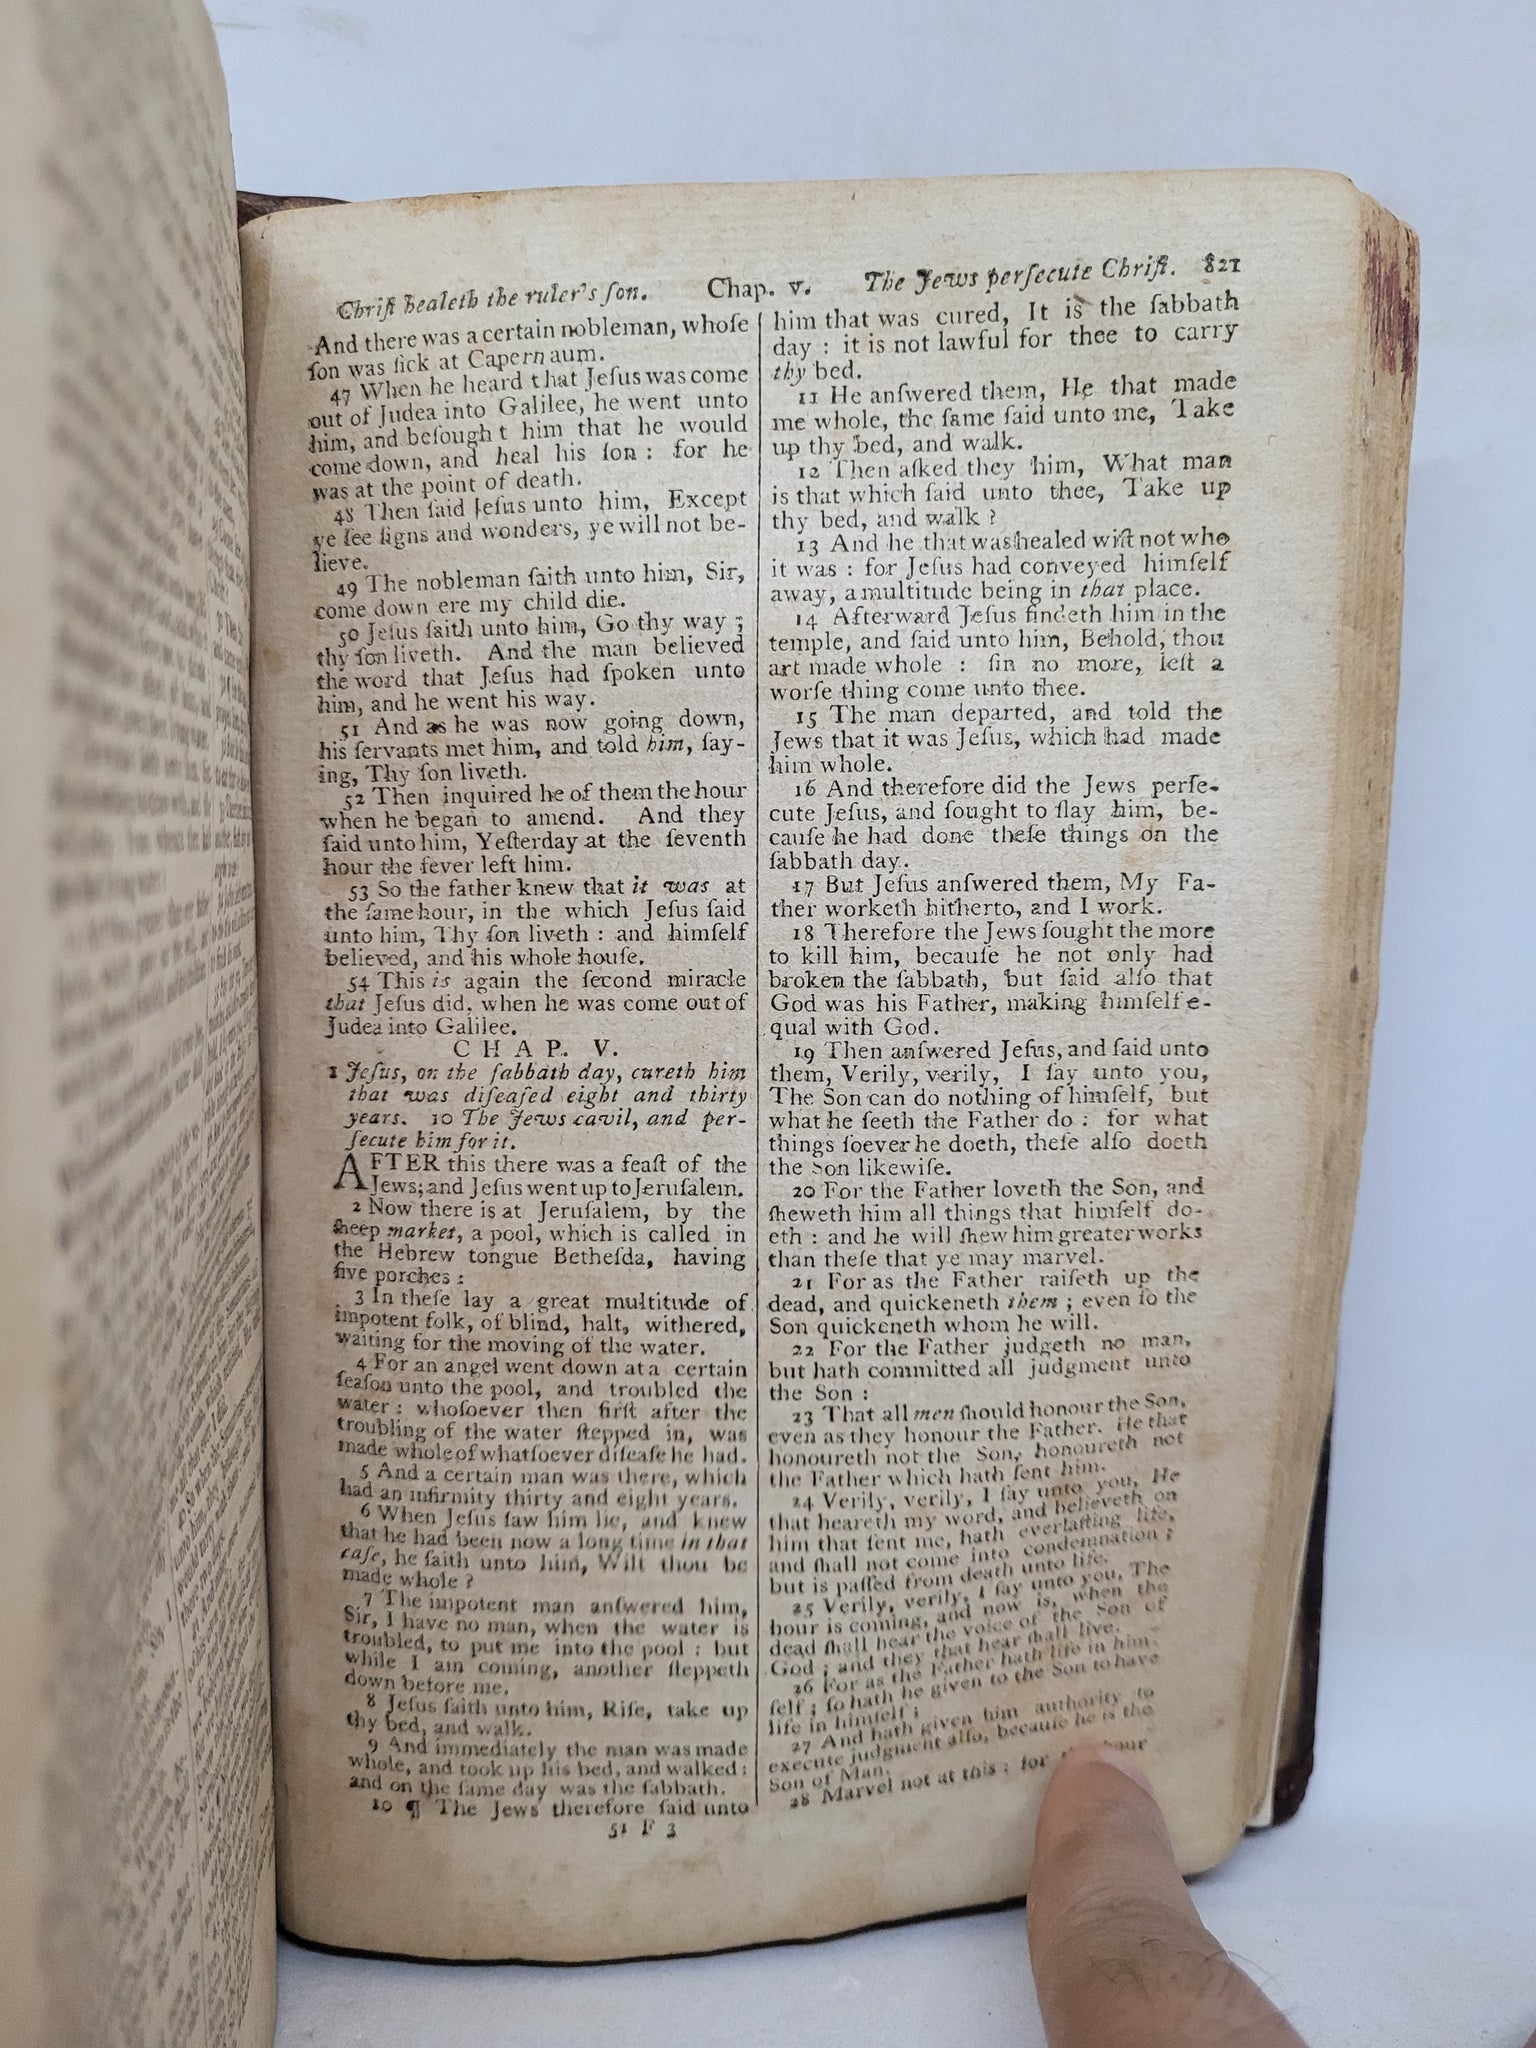 Christ healeth the ruler's ſon. Chap. v. The Jews perſecute Chriſt. 821
And there was a certain nobleman, whoſe
ſon was ſick at Capernaum.
47 When he heard that Jeſus was come
out of Judea into Galilee, he went unto
him, and beſought him that he would
come down, and heal his ſon : for he
was at the point of death.
48 Then ſaid Jeſus unto him, Except
ye ſee ſigns and wonders, ye will not be-
lieve.
49 The nobleman ſaith unto him, Sir,
come down ere my child die.
50 Jeſus ſaith unto him, Go thy way ;
thy ſon liveth. And the man believed
the word that Jeſus had ſpoken unto
him, and he went his way.
51 And as he was now going down,
his ſervants met him, and told him, ſay-
ing, Thy ſon liveth.
52 Then inquired he of them the hour
when he began to amend. And they
ſaid unto him, Yeſterday at the ſeventh
hour the fever left him.
53 So the father knew that it was at
the ſame hour, in the which Jeſus ſaid
unto him, Thy ſon liveth : and himſelf
believed, and his whole houſe.
54 This is again the ſecond miracle
that Jeſus did, when he was come out of
Judea into Galilee.
CHAP. V.
1 Jeſus, on the ſabbath day, cureth him
that was diſeaſed eight and thirty
years. 10 The Jews cavil, and per-
ſecute him for it.
AFTER this there was a feaſt of the
Jews; and Jeſus went up to Jeruſalem.
2 Now there is at Jeruſalem, by the
ſheep market, a pool, which is called in
the Hebrew tongue Betheſda, having
five porches :
3 In theſe lay a great multitude of
impotent folk, of blind, halt, withered,
waiting for the moving of the water.
4 For an angel went down at a certain
ſeaſon unto the pool, and troubled the
water : whoſoever then firſt after the
troubling of the water ſtepped in, was
made whole of whatſoever diſeaſe he had.
5 And a certain man was there, which
had an infirmity thirty and eight years.
6 When Jeſus ſaw him lie, and knew
that he had been now a long time in that
caſe, he ſaith unto him, Wilt thou be
made whole ?
7 The impotent man anſwered him,
Sir, I have no man, when the water is
troubled, to put me into the pool : but
while I am coming, another ſteppeth
down before me.
8 Jeſus ſaith unto him, Riſe, take up
thy bed, and walk.
9 And immediately the man was made
whole, and took up his bed, and walked :
and on the ſame day was the ſabbath.
10 ¶ The Jews therefore ſaid unto
51 F 3
him that was cured, It is the ſabbath
day : it is not lawful for thee to carry
thy bed.
11 He anſwered them, He that made
me whole, the ſame ſaid unto me, Take
up thy bed, and walk.
12 Then aſked they him, What man
is that which ſaid unto thee, Take up
thy bed, and walk ?
13 And he that was healed wiſt not who
it was : for Jeſus had conveyed himſelf
away, a multitude being in that place.
14 Afterward Jeſus findeth him in the
temple, and ſaid unto him, Behold, thou
art made whole : ſin no more, leſt a
worſe thing come unto thee.
15 The man departed, and told the
Jews that it was Jeſus, which had made
him whole.
16 And therefore did the Jews perſe-
cute Jeſus, and ſought to ſlay him, be-
cauſe he had done theſe things on the
ſabbath day.
17 But Jeſus anſwered them, My Fa-
ther worketh hitherto, and I work.
18 Therefore the Jews ſought the more
to kill him, becauſe he not only had
broken the ſabbath, but ſaid alſo that
God was his Father, making himſelf e-
qual with God.
19 Then anſwered Jeſus, and ſaid unto
them, Verily, verily, I ſay unto you,
The Son can do nothing of himſelf, but
what he ſeeth the Father do : for what
things ſoever he doeth, theſe alſo doeth
the Son likewiſe.
20 For the Father loveth the Son, and
ſheweth him all things that himſelf do-
eth : and he will ſhew him greater works
than theſe that ye may marvel.
21 For as the Father raiſeth up the
dead, and quickeneth them ; even ſo the
Son quickeneth whom he will.
22 For the Father judgeth no man,
but hath committed all judgment unto
the Son :
23 That all men ſhould honour the Son,
even as they honour the Father. He that
honoureth not the Son, honoureth not
the Father which hath ſent him.
24 Verily, verily, I ſay unto you, He
that heareth my word, and believeth on
him that ſent me, hath everlaſting life,
and ſhall not come into condemnation ;
but is paſſed from death unto life.
25 Verily, verily, I ſay unto you, The
hour is coming, and now is, when the
dead ſhall hear the voice of the Son of
God ; and they that hear ſhall live.
26 For as the Father hath life in him-
ſelf ; ſo hath he given to the Son to have
life in himſelf ;
27 And hath given him authority to
execute judgment alſo, becauſe he is the
Son of Man.
28 Marvel not at this : for hour